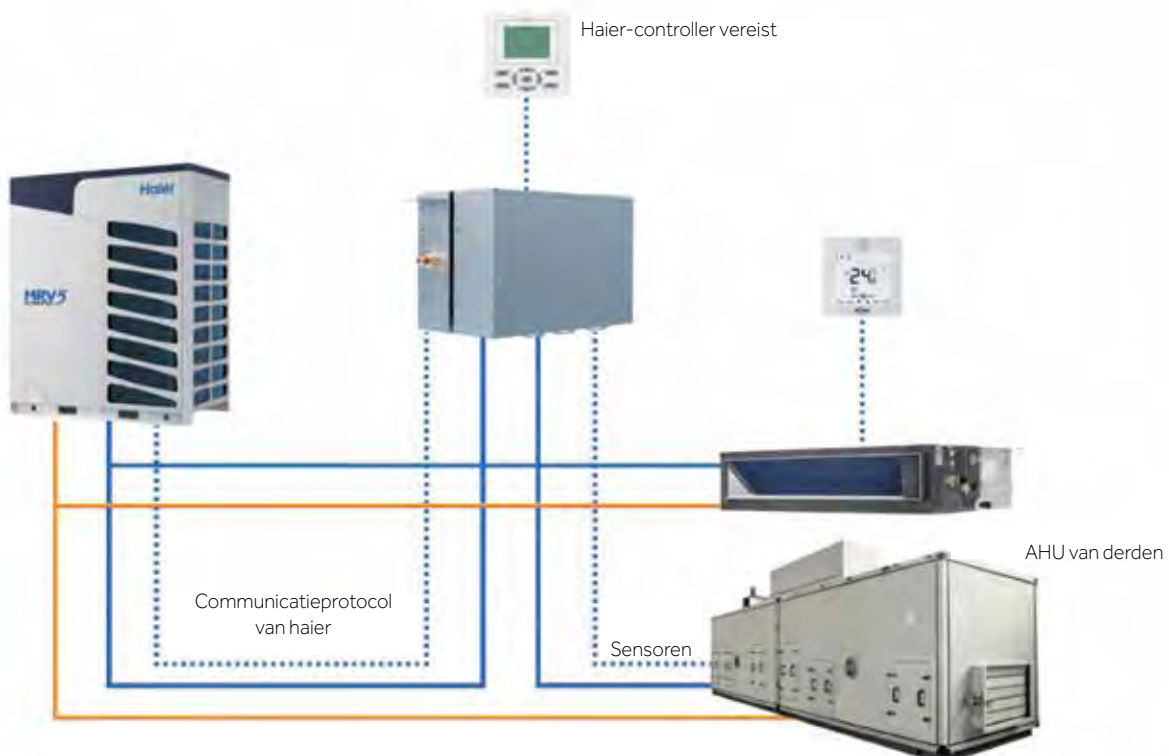 Haier-controller vereist
Haier
MRV5
24
AHU van derden
Communicatieprotocol
van haier
Sensoren